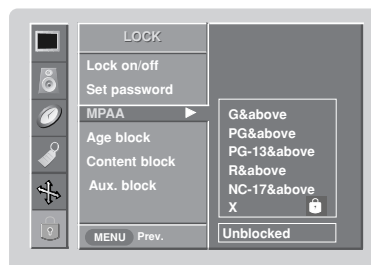 LOCK
Lock on/off
Set password
MPAA
Age block
Content block
Aux. block
MENU Prev.
G&above
PG&above
PG-13&above
R&above
NC-17&above
X
Unblocked